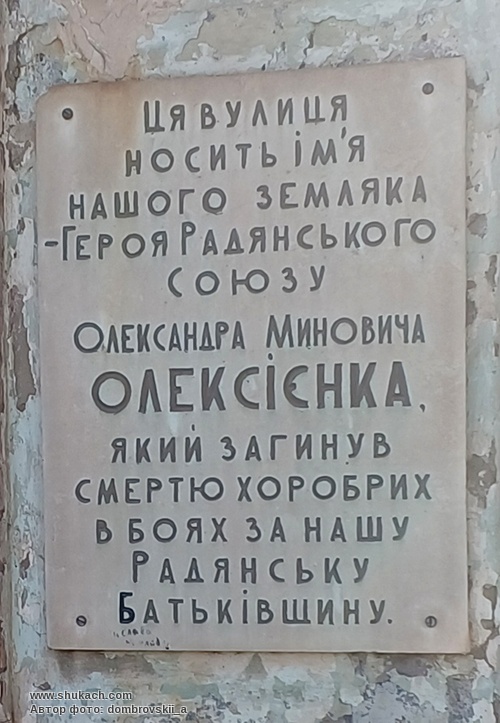 ЦЯ ВУЛИЦЯ
НОСИТЬ ІМ'Я
НАШОГО ЗЕМЛЯКА
-ГЕРОЯ РАДЯНСЬКОГО
СОЮЗУ
ОЛЕКСАНДРА МИНОВИЧА
ОЛЕКСІЄНКА,
ЯКИЙ ЗАГИНУВ
СМЕРТЮ ХОРОБРИХ
В БОЯХ ЗА НАШУ
РАДЯНСЬКУ
БАТЬКІВЩИНУ.
www.shukach.com
Автор фото: dombrovskii_a